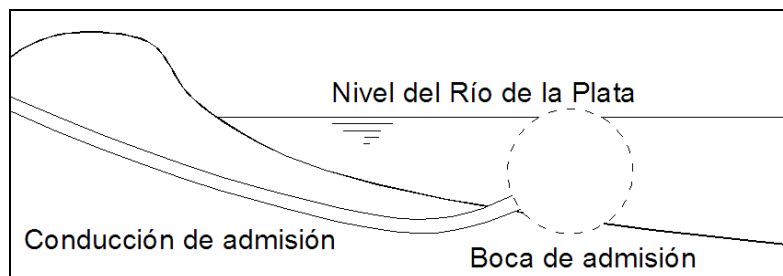 Nivel del Río de la Plata
Conducción de admisión
Boca de admisión